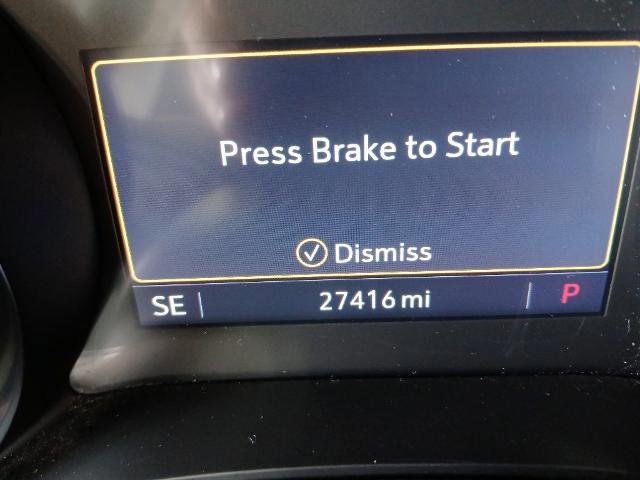 Press Brake to Start
Dismiss
SE 27416 mi P